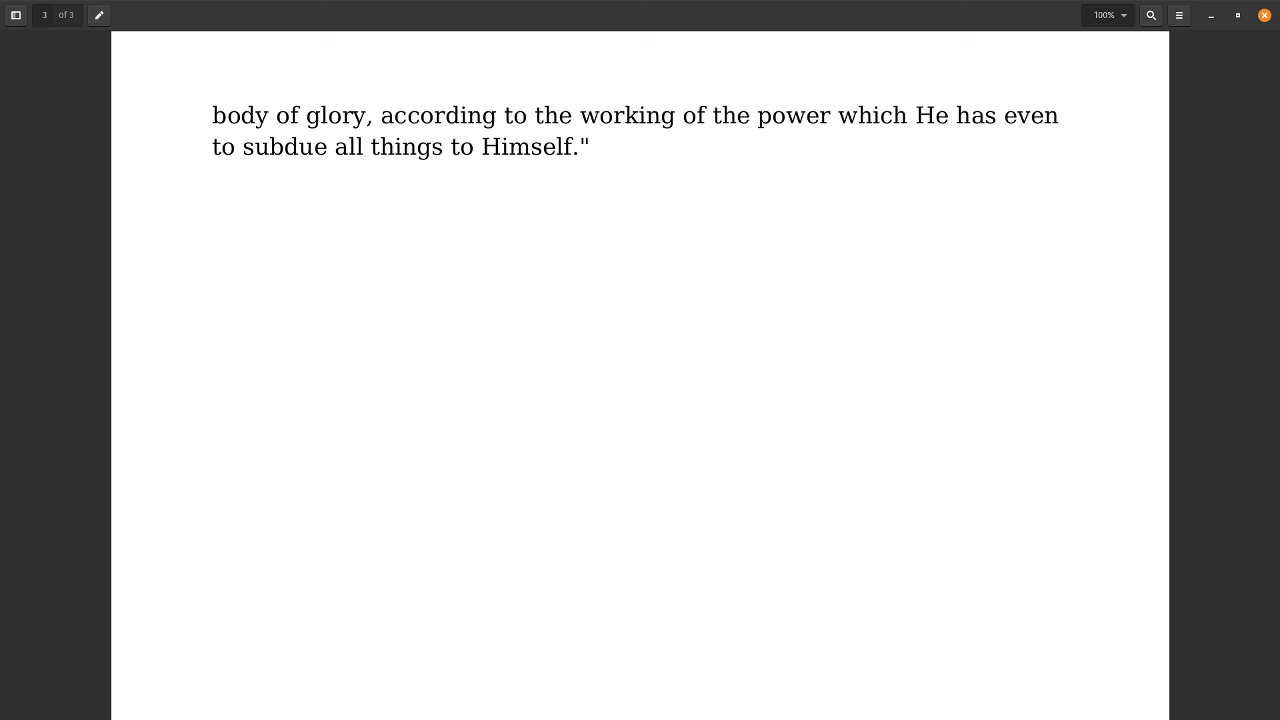 3 of 3 100%
body of glory, according to the working of the power which He has even
to subdue all things to Himself."